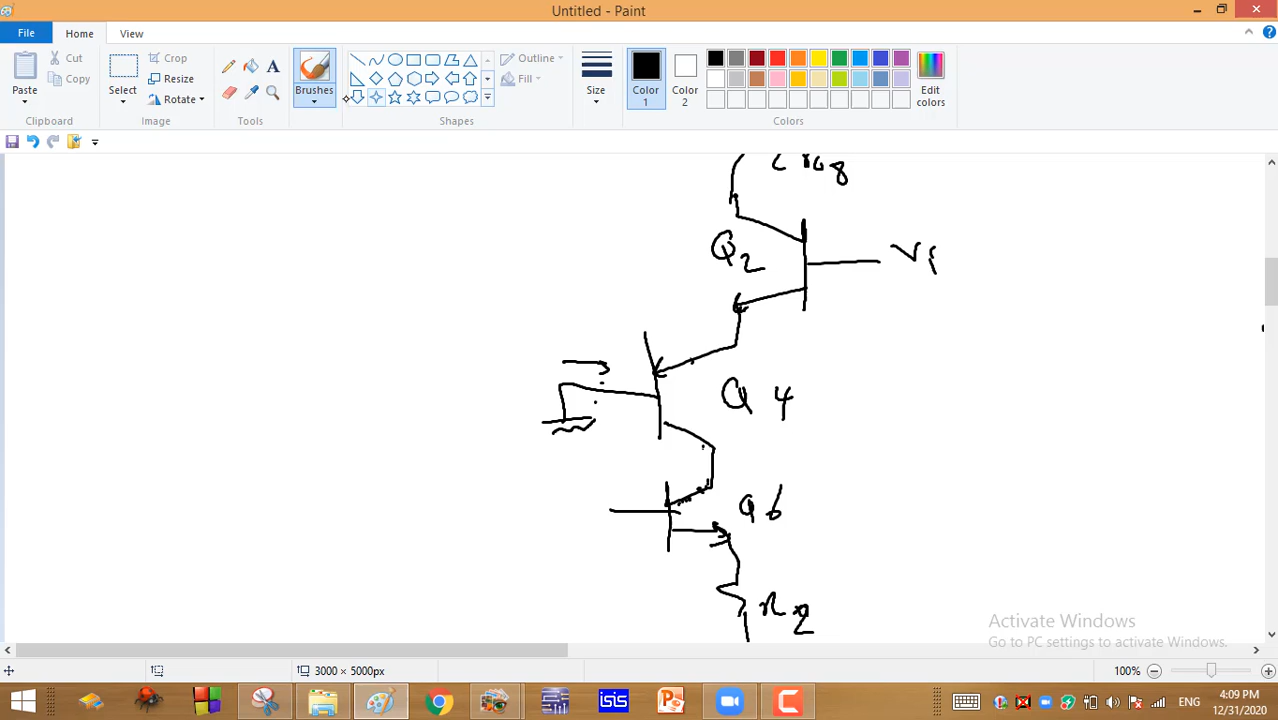 Untitled - Paint
File
Home
View
Cut
Copy
Paste
Clipboard
Crop
Resize
Rotate
Select
Image
Tools
Brushes
Outline
Fill
Shapes
Size
Color 1
Color 2
Edit colors
Colors
Q2
Vi
Q4
Q6
r2
Activate Windows
Go to PC settings to activate Windows.
3000 × 5000px
100%
isis
ENG
4:09 PM
12/31/2020